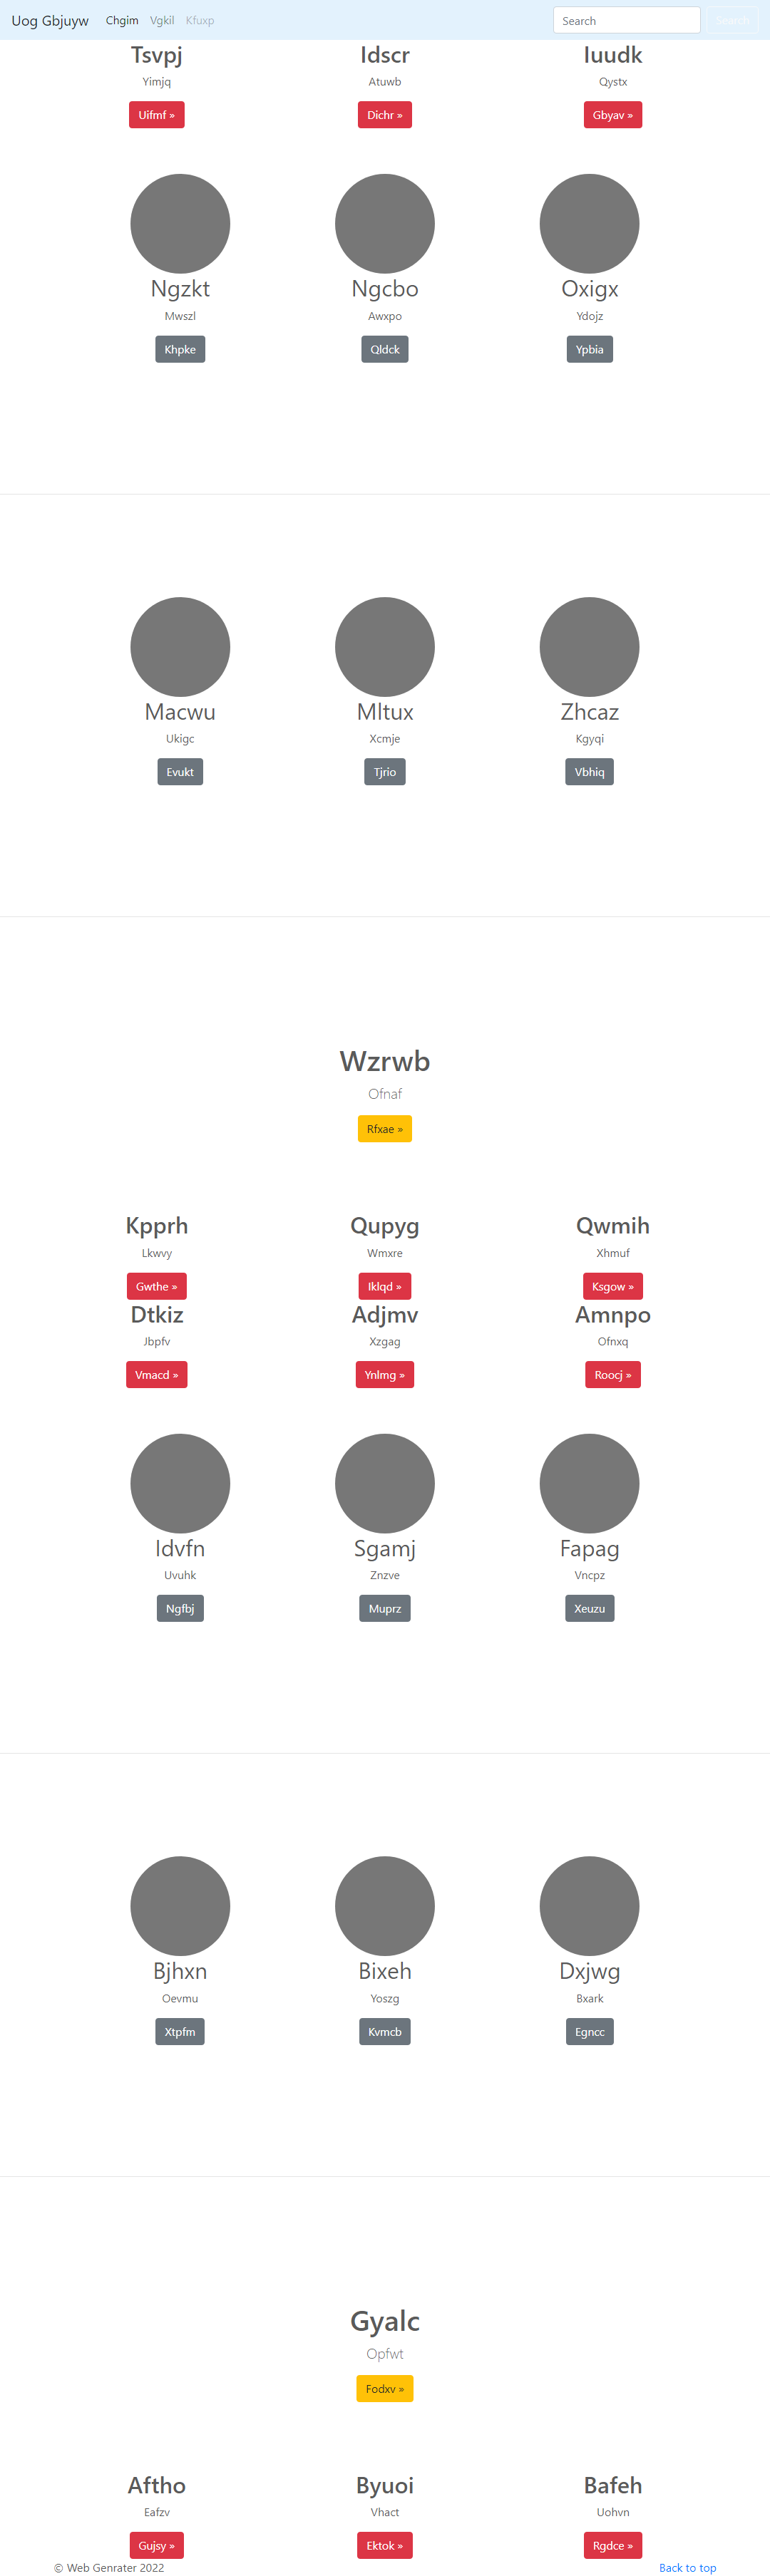 Uog Gbjuyw Chgim Vgkil Kfuxp Search Search
Tsvpj Idscr Iuudk
Yimjq Atuwb Qystx
Uifmf » Dichr » Gbyav »
Ngzkt Ngcbo Oxigx
Mwszl Awxpo Ydojz
Khpke Qldck Ypbia
Macwu Mltux Zhcaz
Ukigc Xcmje Kgyqi
Evukt Tjrio Vbhiq
Wzrwb
Ofnaf
Rfxae »
Kpprh Qupyg Qwmih
Lkwvy Wmxre Xhmuf
Gwthe » Iklqd » Ksgow »
Dtkiz Adjmv Amnpo
Jbpfv Xzgag Ofnxq
Vmacd » Ynlmg » Roocj »
Idvfn Sgamj Fapag
Uvuhk Znzve Vncpz
Ngfbj Muprz Xeuzu
Bjhxn Bixeh Dxjwg
Oevmu Yoszg Bxark
Xtpfm Kvmcb Egncc
Gyalc
Opfwt
Fodxv »
Aftho Byuoi Bafeh
Eafzv Vhact Uohvn
Gujsy » Ektok » Rgdce »
© Web Genrater 2022 Back to top